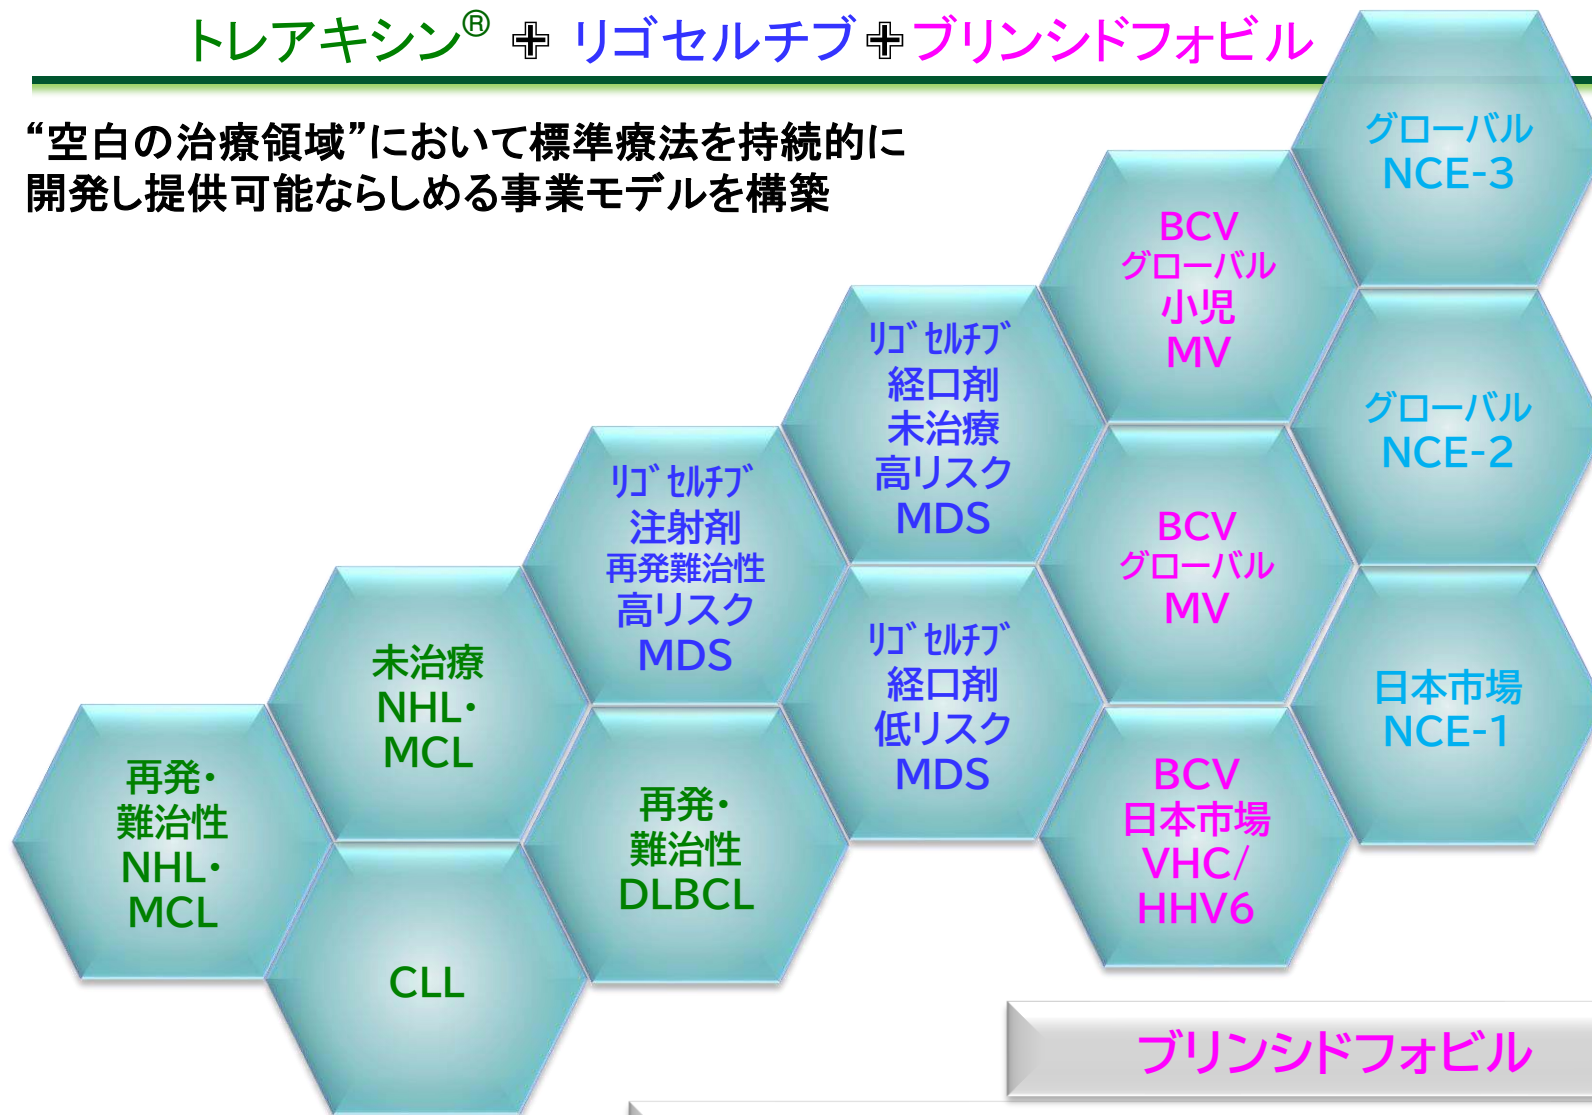 トレアキシン® ✙ リゴセルチブ✙ブリンシドフォビル
“空白の治療領域”において標準療法を持続的に
開発し提供可能ならしめる事業モデルを構築
再発・
難治性
NHL・
MCL
未治療
NHL・
MCL
CLL
ﾘｺﾞｾﾙﾁﾌﾞ
注射剤
再発難治性
高リスク
MDS
再発・
難治性
DLBCL
ﾘｺﾞｾﾙﾁﾌﾞ
経口剤
未治療
高リスク
MDS
ﾘｺﾞｾﾙﾁﾌﾞ
経口剤
低リスク
MDS
BCV
グローバル
小児
MV
BCV
グローバル
MV
BCV
日本市場
VHC/
HHV6
グローバル
NCE-3
グローバル
NCE-2
日本市場
NCE-1
ブリンシドフォビル